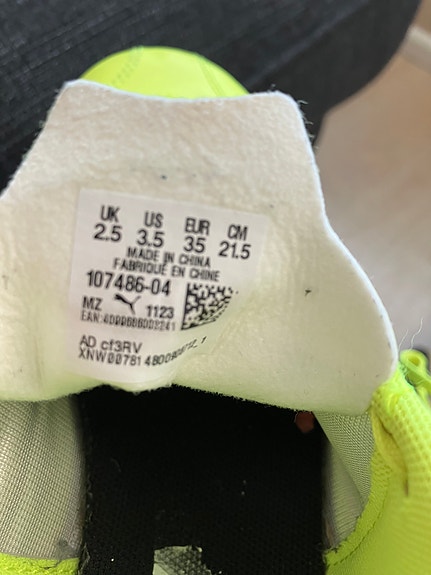 UK US EUR CM
2.5 3.5 35 21.5
MADE IN CHINA
FABRIQUÉ EN CHINE
107486-04
MZ 1123
AD cf3RV